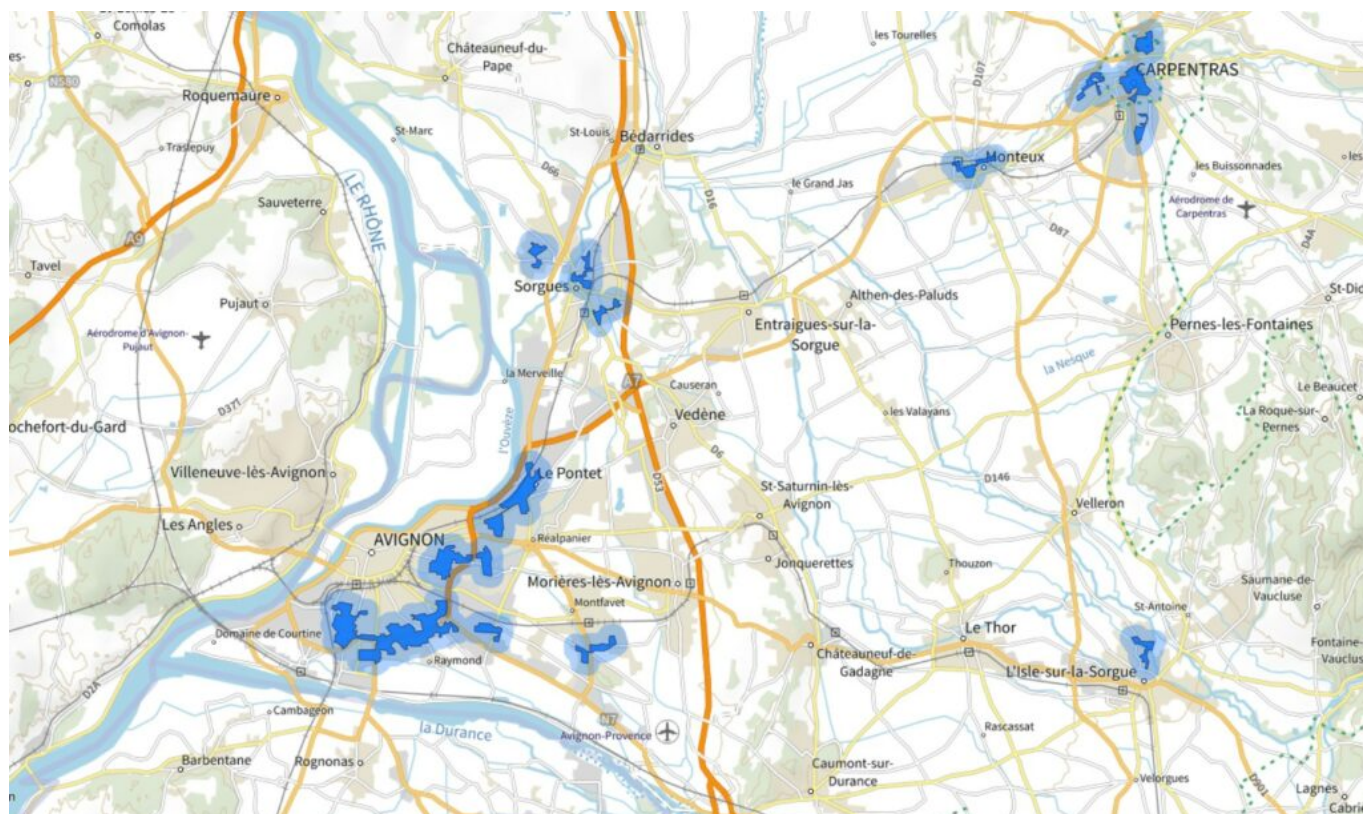 Comolas
Châteauneuf-du-
Pape
les Tourelles
D107
CARPENTRAS
N580
Roquemaure
St-Marc
St-Louis
Bédarrides
Traslepuy
D66
Monteux
les Buissonnades
le Grand Jas
LE RHÔNE
Sauveterre
D16
Aérodrome de
Carpentras
A9
D87
D4A
Tavel
Sorgues
Pujaut
Althen-des-Paluds
St-Did
Entraigues-sur-la-
Sorgue
Pernes-les-Fontaines
Aérodrome d'Avignon-
Pujaut
la Nesque
la Merveille
A7
Causeran
Le Beaucet
D377
l'Ouvèze
Vedène
les Valayans
La Roque-sur-
Pernes
ochefort-du-Gard
D6
Villeneuve-lès-Avignon
Le Pontet
D53
D146
St-Saturnin-lès-
Avignon
Velleron
Les Angles
AVIGNON
Réalpanier
Jonquerettes
Thouzon
Morières-lès-Avignon
Saumane-de-
Vaucluse
Montfavet
St-Antoine
Domaine de Courtine
Le Thor
Raymond
Châteauneuf-de-
Gadagne
Fontaine-
Vauclus
L'Isle-sur-la-Sorgue
D2A
Cambageon
la Durance
N7
Avignon-Provence
Rascassat
Barbentane
Rognonas
Caumont-sur-
Durance
Velorgues
D901
Lagnes
Cabriè